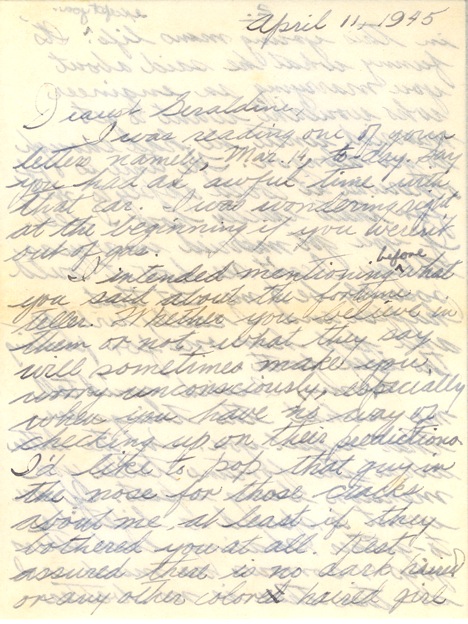 April 11, 1945
Dearest Geraldine,
I was reading one of your
letters namely, Mar. 14, to-day. Say
you had an awful time with
that car. I was wondering right
at the beginning if you weren't
out of gas.
I intended mentioning before what
you said about the fortune
teller. Whether you believe in
them or not what they say
will sometimes make you
worry unconsciously, especially
when you have no way of
checking up on their predictions
I'd like to pop that guy in
the nose for those cracks
about me at least if they
bothered you at all. Rest
assured there is no dark haired
or any other colored haired girl